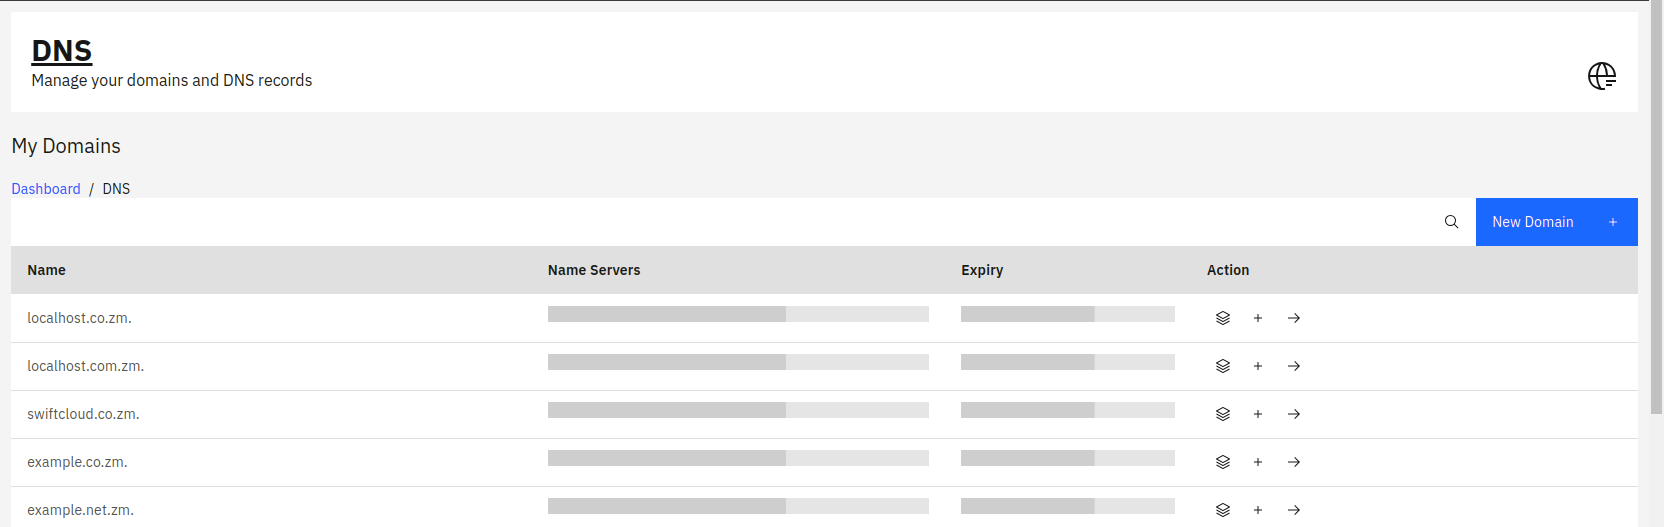 DNS
Manage your domains and DNS records
My Domains
Dashboard / DNS
New Domain +
Name Name Servers Expiry Action
localhost.co.zm.
localhost.com.zm.
swiftcloud.co.zm.
example.co.zm.
example.net.zm.